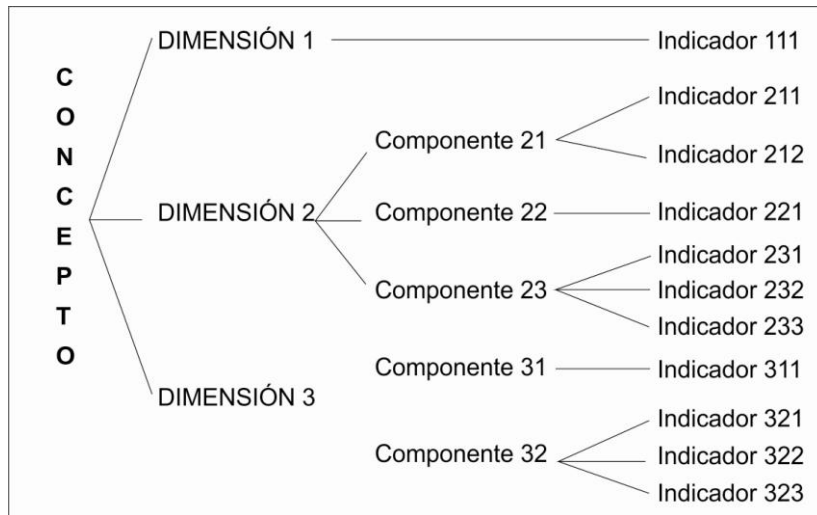 CONCEPTO
DIMENSIÓN 1
Indicador 111
DIMENSIÓN 2
Componente 21
Indicador 211
Indicador 212
Componente 22
Indicador 221
Componente 23
Indicador 231
Indicador 232
Indicador 233
DIMENSIÓN 3
Componente 31
Indicador 311
Componente 32
Indicador 321
Indicador 322
Indicador 323